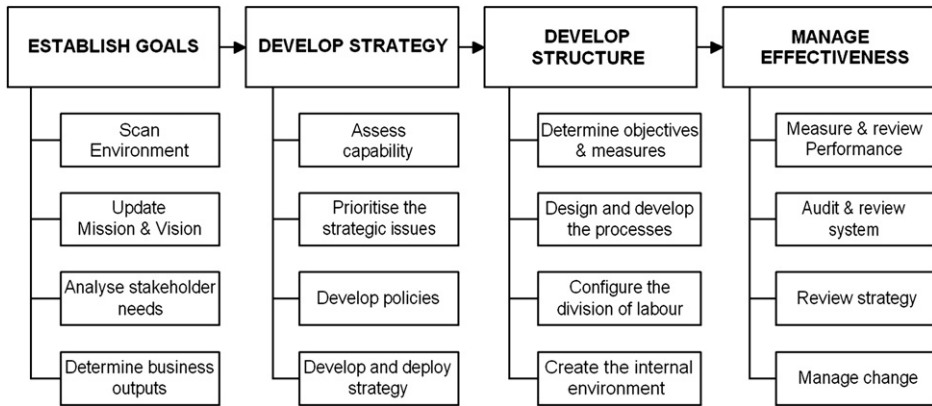 ESTABLISH GOALS
Scan
Environment
Update
Mission & Vision
Analyse stakeholder
needs
Determine business
outputs
DEVELOP STRATEGY
Assess
capability
Prioritise the
strategic issues
Develop policies
Develop and deploy
strategy
DEVELOP
STRUCTURE
Determine objectives
& measures
Design and develop
the processes
Configure the
division of labour
Create the internal
environment
MANAGE
EFFECTIVENESS
Measure & review
Performance
Audit & review
system
Review strategy
Manage change